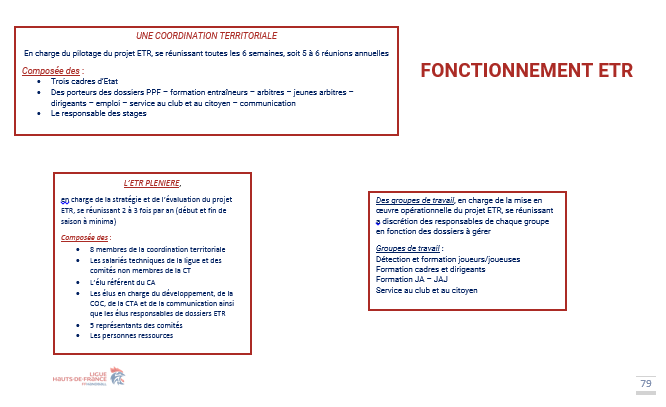 UNE COORDINATION TERRITORIALE
En charge du pilotage du projet ETR, se réunissant toutes les 6 semaines, soit 5 à 6 réunions annuelles
Composée des :
• Trois cadres d'Etat
• Des porteurs des dossiers PPF – formation entraîneurs – arbitres – jeunes arbitres –
dirigeants – emploi – service au club et au citoyen – communication
• Le responsable des stages
FONCTIONNEMENT ETR
L'ETR PLENIERE,
en charge de la stratégie et de l'évaluation du projet
ETR, se réunissant 2 à 3 fois par an (début et fin de
saison à minima)
Composée des :
• 8 membres de la coordination territoriale
• Les salariés techniques de la ligue et des
comités non membres de la CT
• L'élu référent du CA
• Les élus en charge du développement, de la
COC, de la CTA et de la communication ainsi
que les élus responsables de dossiers ETR
• 5 représentants des comités
• Les personnes ressources
Des groupes de travail, en charge de la mise en
œuvre opérationnelle du projet ETR, se réunissant
à discrétion des responsables de chaque groupe
en fonction des dossiers à gérer
Groupes de travail :
Détection et formation joueurs/joueuses
Formation cadres et dirigeants
Formation JA – JAJ
Service au club et au citoyen
LIGUE
HAUTS-DE-FRANCE
79